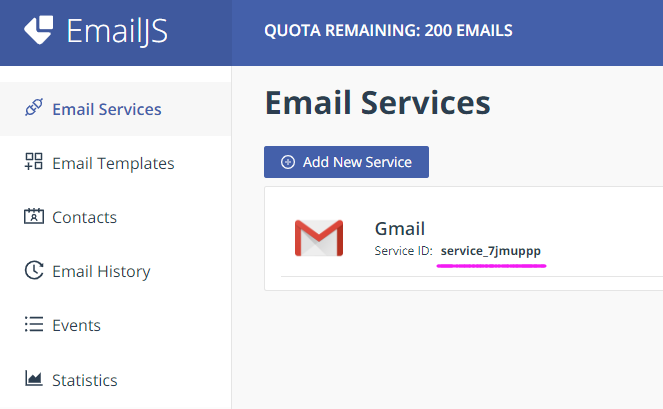 EmailJS
QUOTA REMAINING: 200 EMAILS
Email Services
Email Templates
Contacts
Email History
Events
Statistics
Email Services
Add New Service
Gmail
Service ID: service_7jmuppp